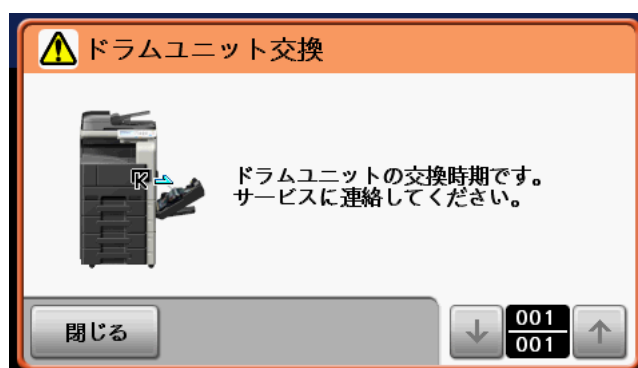 ドラムユニット交換
K
ドラムユニットの交換時期です。
サービスに連絡してください。
閉じる
001
001